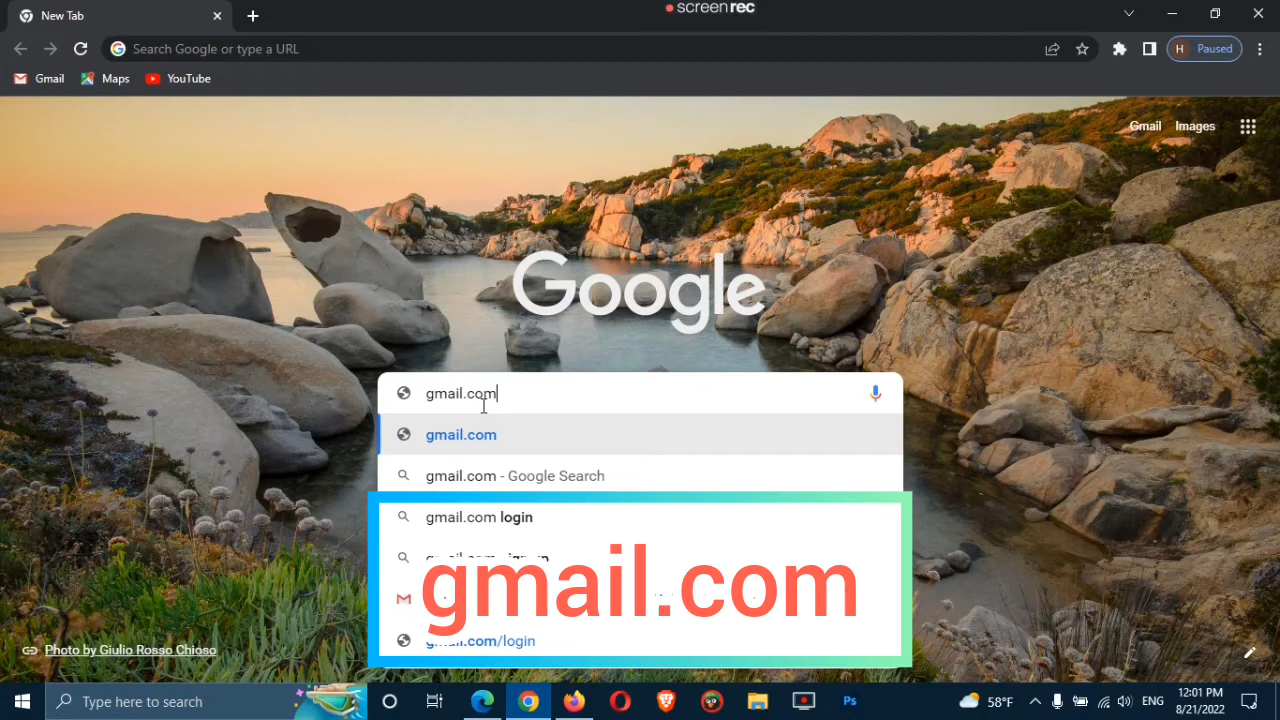 screenrec
New Tab
Search Google or type a URL
H Paused
Gmail Maps YouTube
Gmail Images
Google
gmail.com
gmail.com
gmail.com - Google Search
gmail.com login
gmail.com
gmail.com/login
Photo by Giulio Rosso Chioso
Type here to search
Ps
58°F
ENG
12:01 PM
8/21/2022